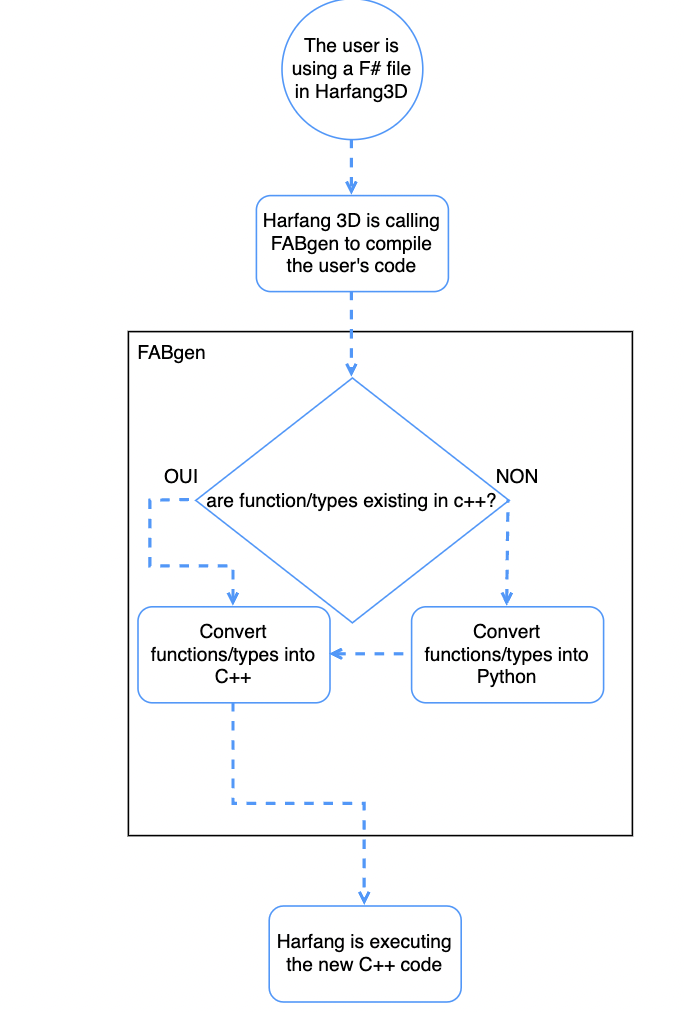 The user is
using a F# file
in Harfang3D
Harfang 3D is calling
FABgen to compile
the user's code
FABgen
OUI
NON
are function/types existing in c++?
Convert
functions/types into
C++
Convert
functions/types into
Python
Harfang is executing
the new C++ code